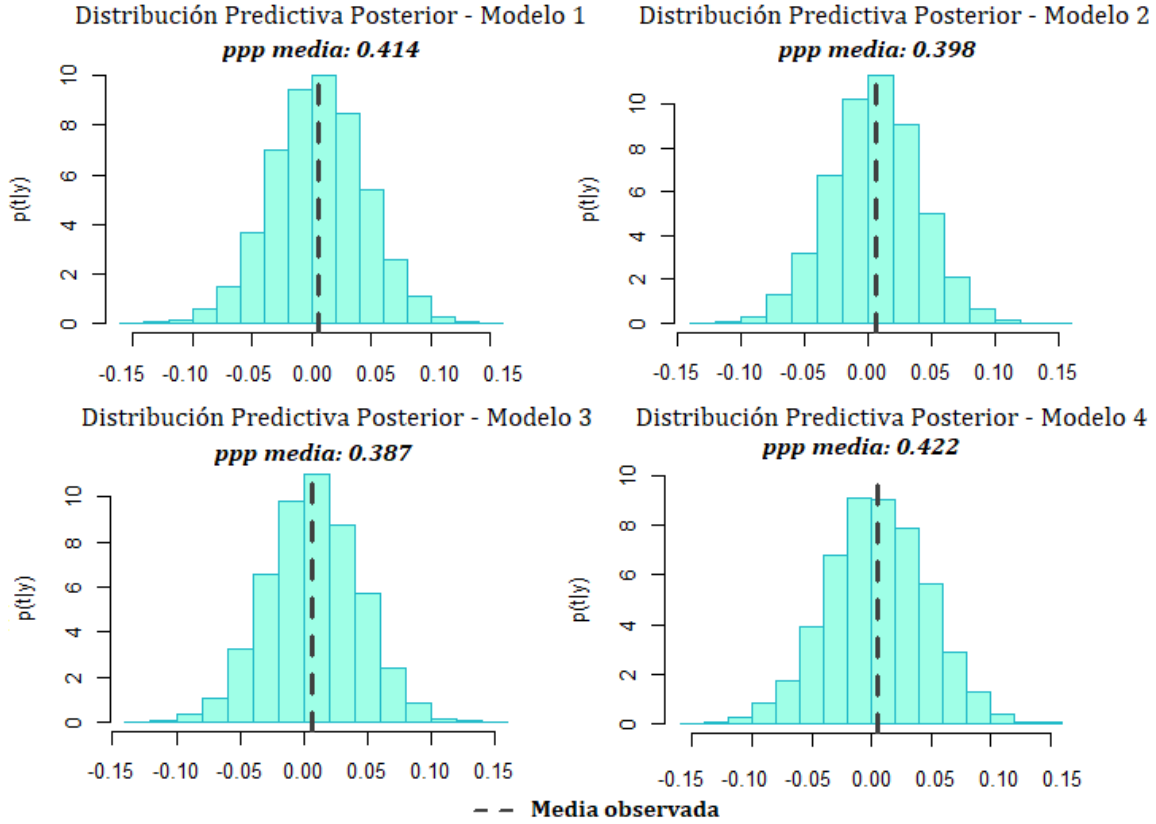 Distribución Predictiva Posterior - Modelo 1
ppp media: 0.414
p(t|y)
10
8
6
4
2
0
-0.15 -0.10 -0.05 0.00 0.05 0.10 0.15
Distribución Predictiva Posterior - Modelo 2
ppp media: 0.398
p(t|y)
10
8
6
4
2
0
-0.15 -0.10 -0.05 0.00 0.05 0.10 0.15
Distribución Predictiva Posterior - Modelo 3
ppp media: 0.387
p(t|y)
10
8
6
4
2
0
-0.15 -0.10 -0.05 0.00 0.05 0.10 0.15
Distribución Predictiva Posterior - Modelo 4
ppp media: 0.422
p(t|y)
10
8
6
4
2
0
-0.15 -0.10 -0.05 0.00 0.05 0.10 0.15
Media observada